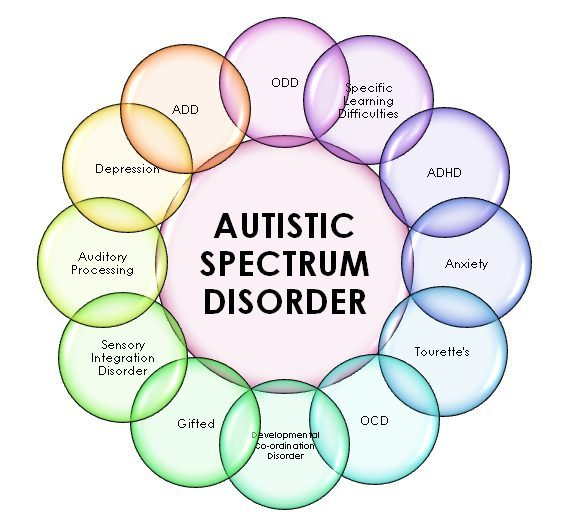 ODD
Specific
Learning
Difficulties
ADHD
Anxiety
Tourette's
OCD
Developmental
Co-ordination
Disorder
Gifted
Sensory
Integration
Disorder
Auditory
Processing
Depression
ADD
AUTISTIC
SPECTRUM
DISORDER